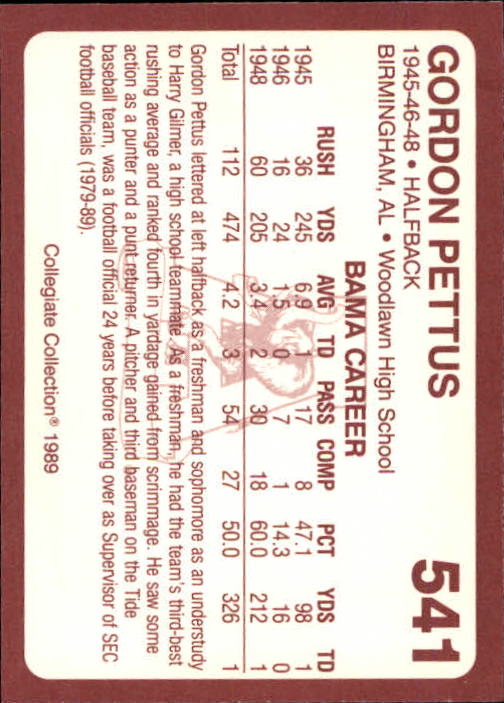 GORDON PETTUS 541
1945-46-48 • HALFBACK
BIRMINGHAM, AL • Woodlawn High School
BAMA CAREER
RUSH YDS AVG TD PASS COMP PCT YDS TD
1945 36 245 6.9 1 17 8 47.1 98 1
1946 16 24 1.5 0 7 1 14.3 16 0
1948 60 205 3.4 2 30 18 60.0 212 1
Total 112 474 4.2 3 54 27 50.0 326 1
Gordon Pettus lettered at left halfback as a freshman and sophomore as an understudy
to Harry Gilmer, a high school teammate. As a freshman, he had the team's third-best
rushing average and ranked fourth in yardage gained from scrimmage. He saw some
action as a punter and a punt returner. A pitcher and third baseman on the Tide
baseball team, was a football official 24 years before taking over as Supervisor of SEC
football officials (1979-89).
Collegiate Collection® 1989